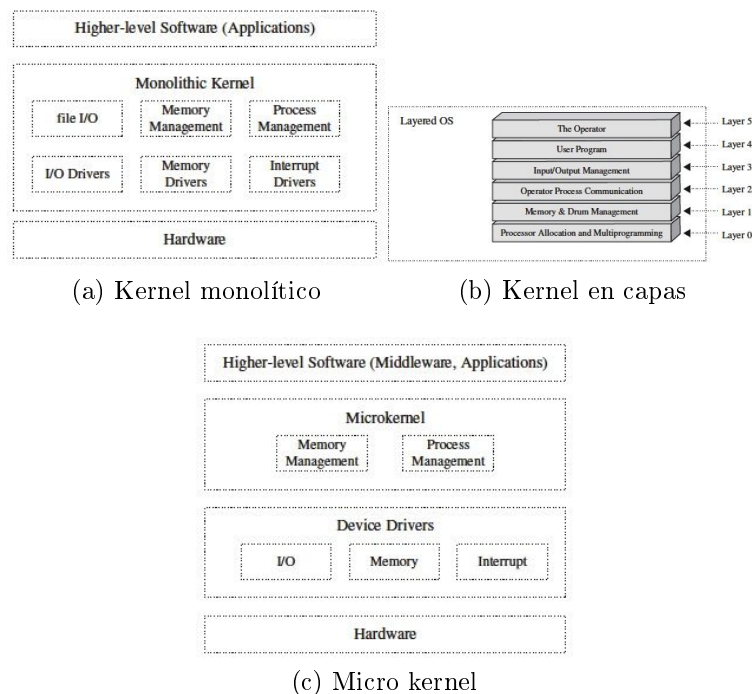 Higher-level Software (Applications)
Monolithic Kernel
file I/O
Memory
Management
Process
Management
I/O Drivers
Memory
Drivers
Interrupt
Drivers
Hardware
(a) Kernel monolítico
Layered OS
The Operator
Layer 5
User Program
Layer 4
Input/Output Management
Layer 3
Operator Process Communication
Layer 2
Memory & Drum Management
Layer 1
Processor Allocation and Multiprogramming
Layer 0
(b) Kernel en capas
Higher-level Software (Middleware, Applications)
Microkernel
Memory
Management
Process
Management
Device Drivers
I/O
Memory
Interrupt
Hardware
(c) Micro kernel